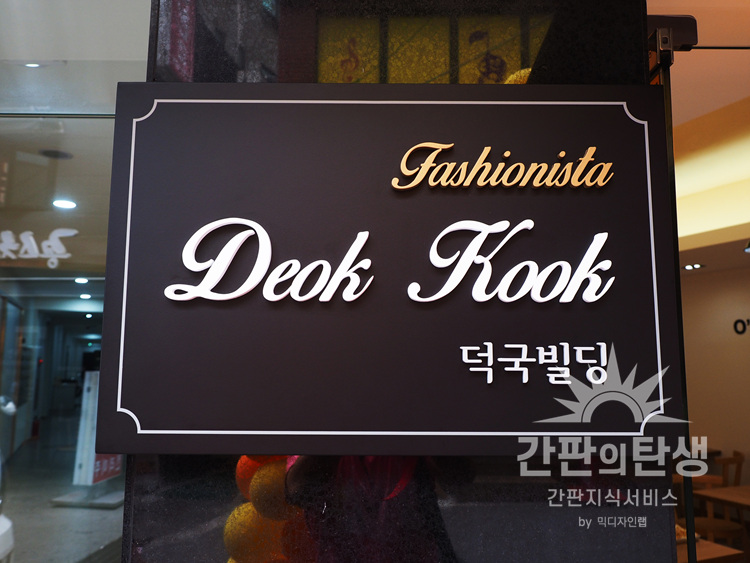 Fashionista
Deok Kook
덕국빌딩
간판의탄생
간판지식서비스
by 믹디자인랩